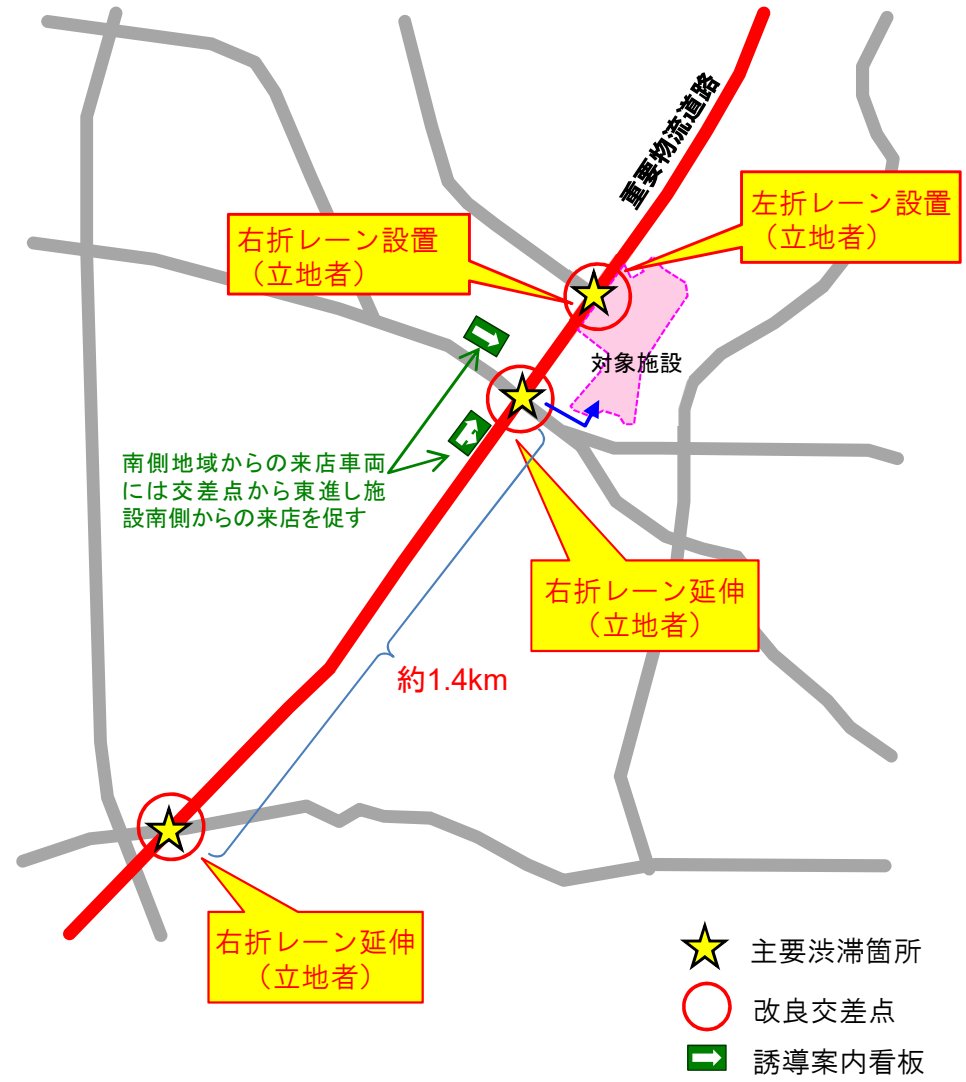 重要物流道路
左折レーン設置
（立地者）
右折レーン設置
（立地者）
対象施設
南側地域からの来店車両
には交差点から東進し施
設南側からの来店を促す
右折レーン延伸
（立地者）
約1.4km
右折レーン延伸
（立地者）
主要渋滞箇所
改良交差点
誘導案内看板